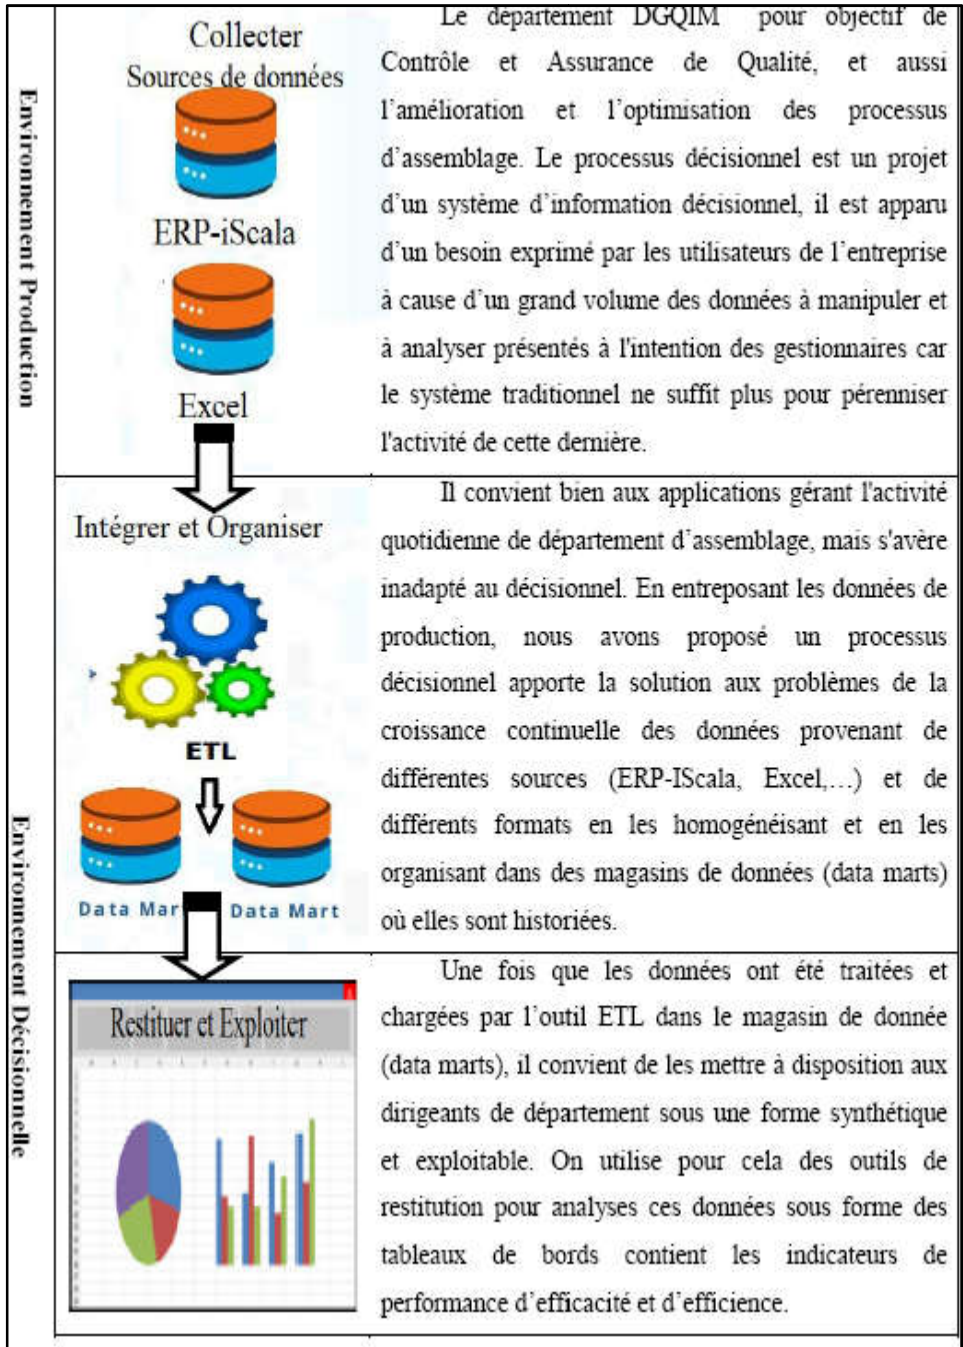 Environnement Production
Collecter
Sources de données
ERP-iScala
Excel
Le département DGQIM pour objectif de
Contrôle et Assurance de Qualité, et aussi
l’amélioration et l’optimisation des processus
d’assemblage. Le processus décisionnel est un projet
d’un système d’information décisionnel, il est apparu
d’un besoin exprimé par les utilisateurs de l’entreprise
à cause d’un grand volume des données à manipuler et
à analyser présentés à l'intention des gestionnaires car
le système traditionnel ne suffit plus pour pérenniser
l'activité de cette dernière.
Environnement Décisionnelle
Intégrer et Organiser
ETL
Data Mar Data Mart
Il convient bien aux applications gérant l'activité
quotidienne de département d’assemblage, mais s'avère
inadapté au décisionnel. En entreposant les données de
production, nous avons proposé un processus
décisionnel apporte la solution aux problèmes de la
croissance continuelle des données provenant de
différentes sources (ERP-IScala, Excel,…) et de
différents formats en les homogénéisant et en les
organisant dans des magasins de données (data marts)
où elles sont historiées.
Restituer et Exploiter
Une fois que les données ont été traitées et
chargées par l’outil ETL dans le magasin de donnée
(data marts), il convient de les mettre à disposition aux
dirigeants de département sous une forme synthétique
et exploitable. On utilise pour cela des outils de
restitution pour analyses ces données sous forme des
tableaux de bords contient les indicateurs de
performance d’efficacité et d’efficience.